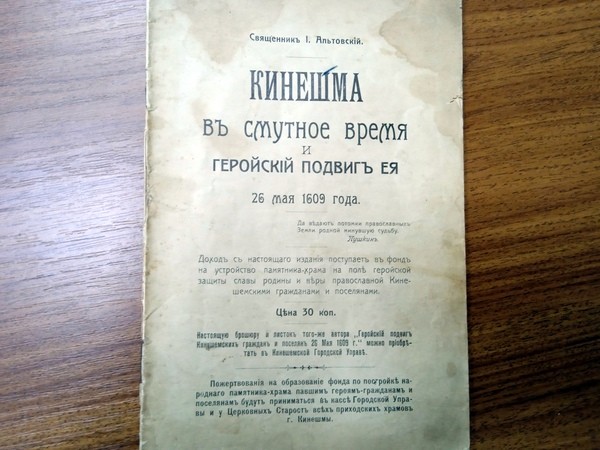 Священникъ І. Альтовскій.
КИНЕШМА
въ смутное время
и
ГЕРОЙСКІЙ ПОДВИГЪ ЕЯ
26 мая 1609 года.
Да вѣдаютъ потомки православныхъ
Земли родной минувшую судьбу.
Пушкинъ.
Доходъ съ настоящаго изданія поступаетъ въ фондъ
на устройство памятника-храма на полѣ геройской
защиты славы родины и вѣры православной Кине-
шемскими гражданами и поселянами.
Цѣна 30 коп.
Настоящую брошюру и листокъ того-же автора „Геройскій подвигъ
Кинешемскихъ гражданъ и поселянъ 26 Мая 1609 г." можно пріобрѣ-
тать въ Кинешемской Городской Управѣ.
Пожертвованія на образованіе фонда по постройкѣ на-
роднаго памятника-храма павшимъ героямъ-гражданамъ и
поселянамъ будутъ приниматься въ кассѣ Городской Упра-
вы и у Церковныхъ Старостъ всѣхъ приходскихъ храмовъ
г. Кинешмы.